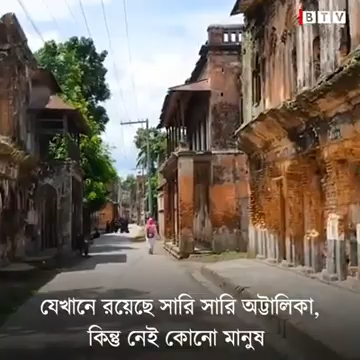 BTV
যেখানে রয়েছে সারি সারি অট্টালিকা,
কিন্তু নেই কোনো মানুষ